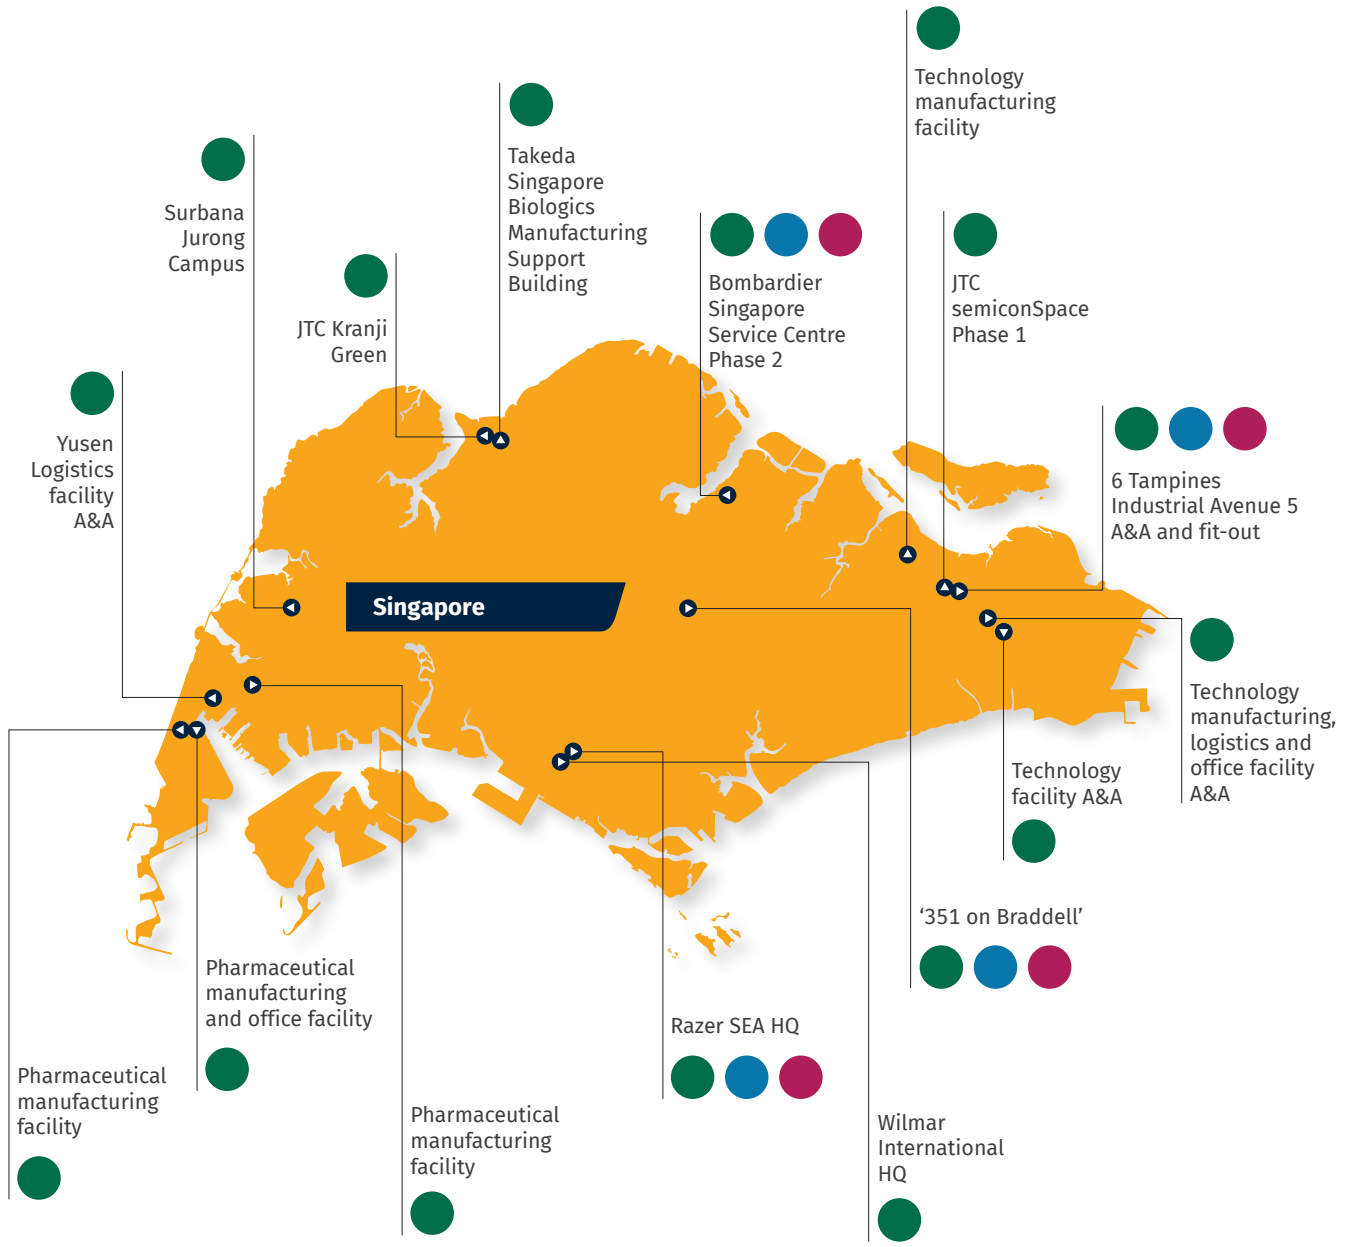 Technology
manufacturing
facility
Takeda
Singapore
Biologics
Manufacturing
Support
Building
Surbana
Jurong
Campus
Bombardier
Singapore
Service Centre
Phase 2
JTC
semiconSpace
Phase 1
JTC Kranji
Green
Yusen
Logistics
facility
A&A
6 Tampines
Industrial Avenue 5
A&A and fit-out
Singapore
Technology
manufacturing,
logistics and
office facility
A&A
Technology
facility A&A
‘351 on Braddell’
Pharmaceutical
manufacturing
and office facility
Razer SEA HQ
Pharmaceutical
manufacturing
facility
Pharmaceutical
manufacturing
facility
Wilmar
International
HQ